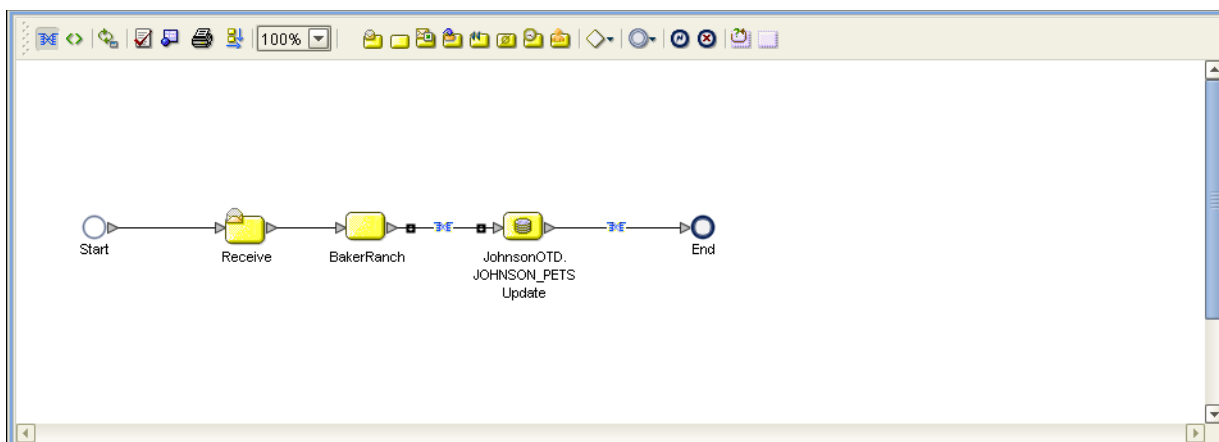 100%
Start
Receive
BakerRanch
JohnsonOTD.
JOHNSON_PETS
Update
End